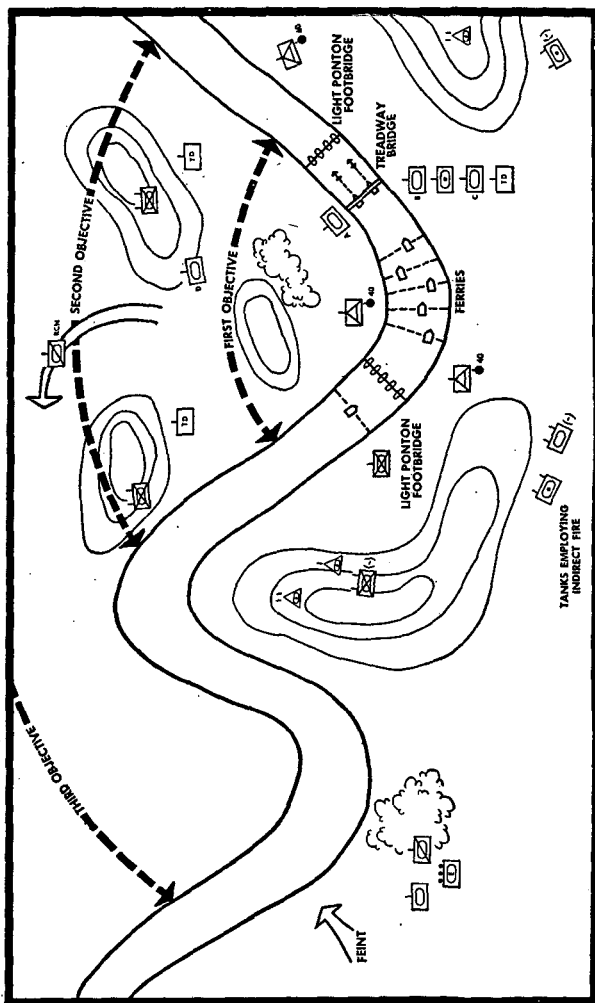 THIRD OBJECTIVE
SECOND OBJECTIVE
RCN
TD
D
TD
FIRST OBJECTIVE
40
40
A
LIGHT PONTON
FOOTBRIDGE
TREADWAY
BRIDGE
FERRIES
LIGHT PONTON
FOOTBRIDGE
40
B
C
TD
(-)
FEINT
TANKS EMPLOYING
INDIRECT FIRE
(-)
(-)